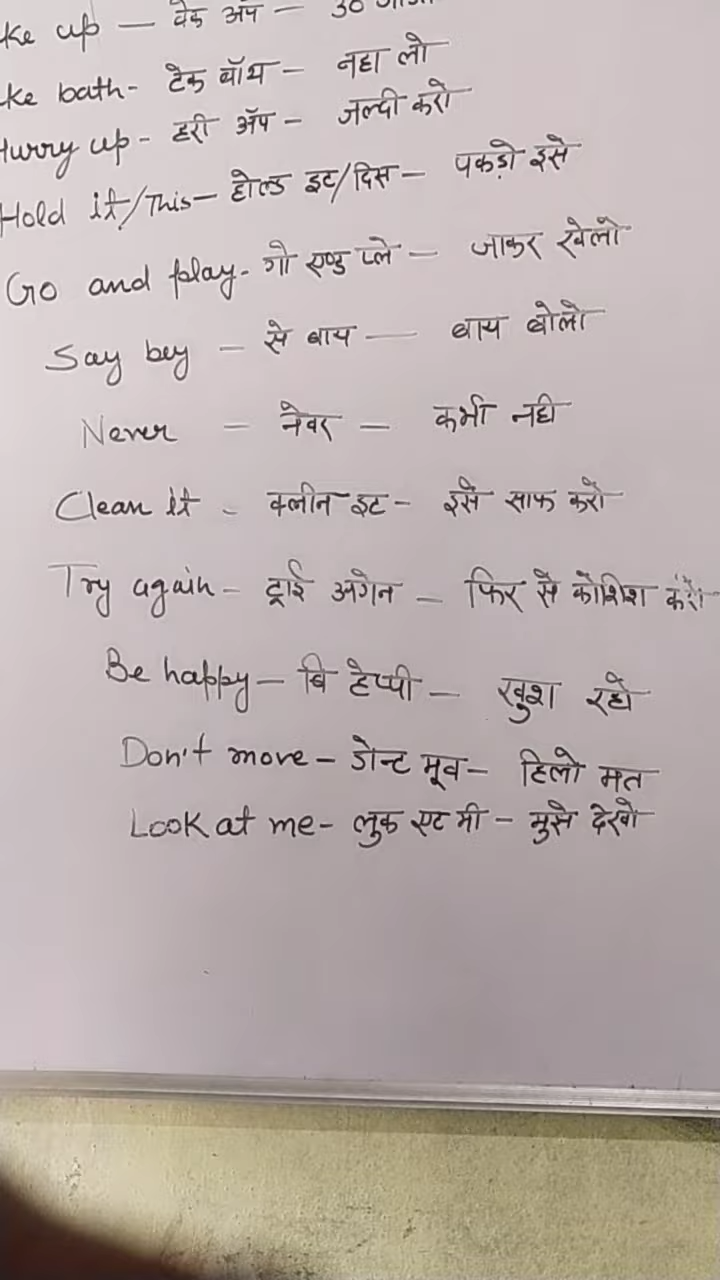 ke up – वेक अॅप –
ke bath- टेक बॉथ – नहा लो
Hurry up - हरी अॅप – जल्दी करो
Hold it/This – होल्ड इट/दिस – पकड़ो इसे
Go and play- गो एण्ड प्ले – जाकर खेलो
Say bey – से बाय – बाय बोलो
Never – नेवर – कभी नही
Clean it - क्लीन इट - इसे साफ करो
Try again – ट्राई अगेन – फिर से कोशिश करो
Be happy – बि हेप्पी – खुश रहो
Don't move – डोन्ट मूव – हिलो मत
Look at me – लुक एट मी – मुझे देखो